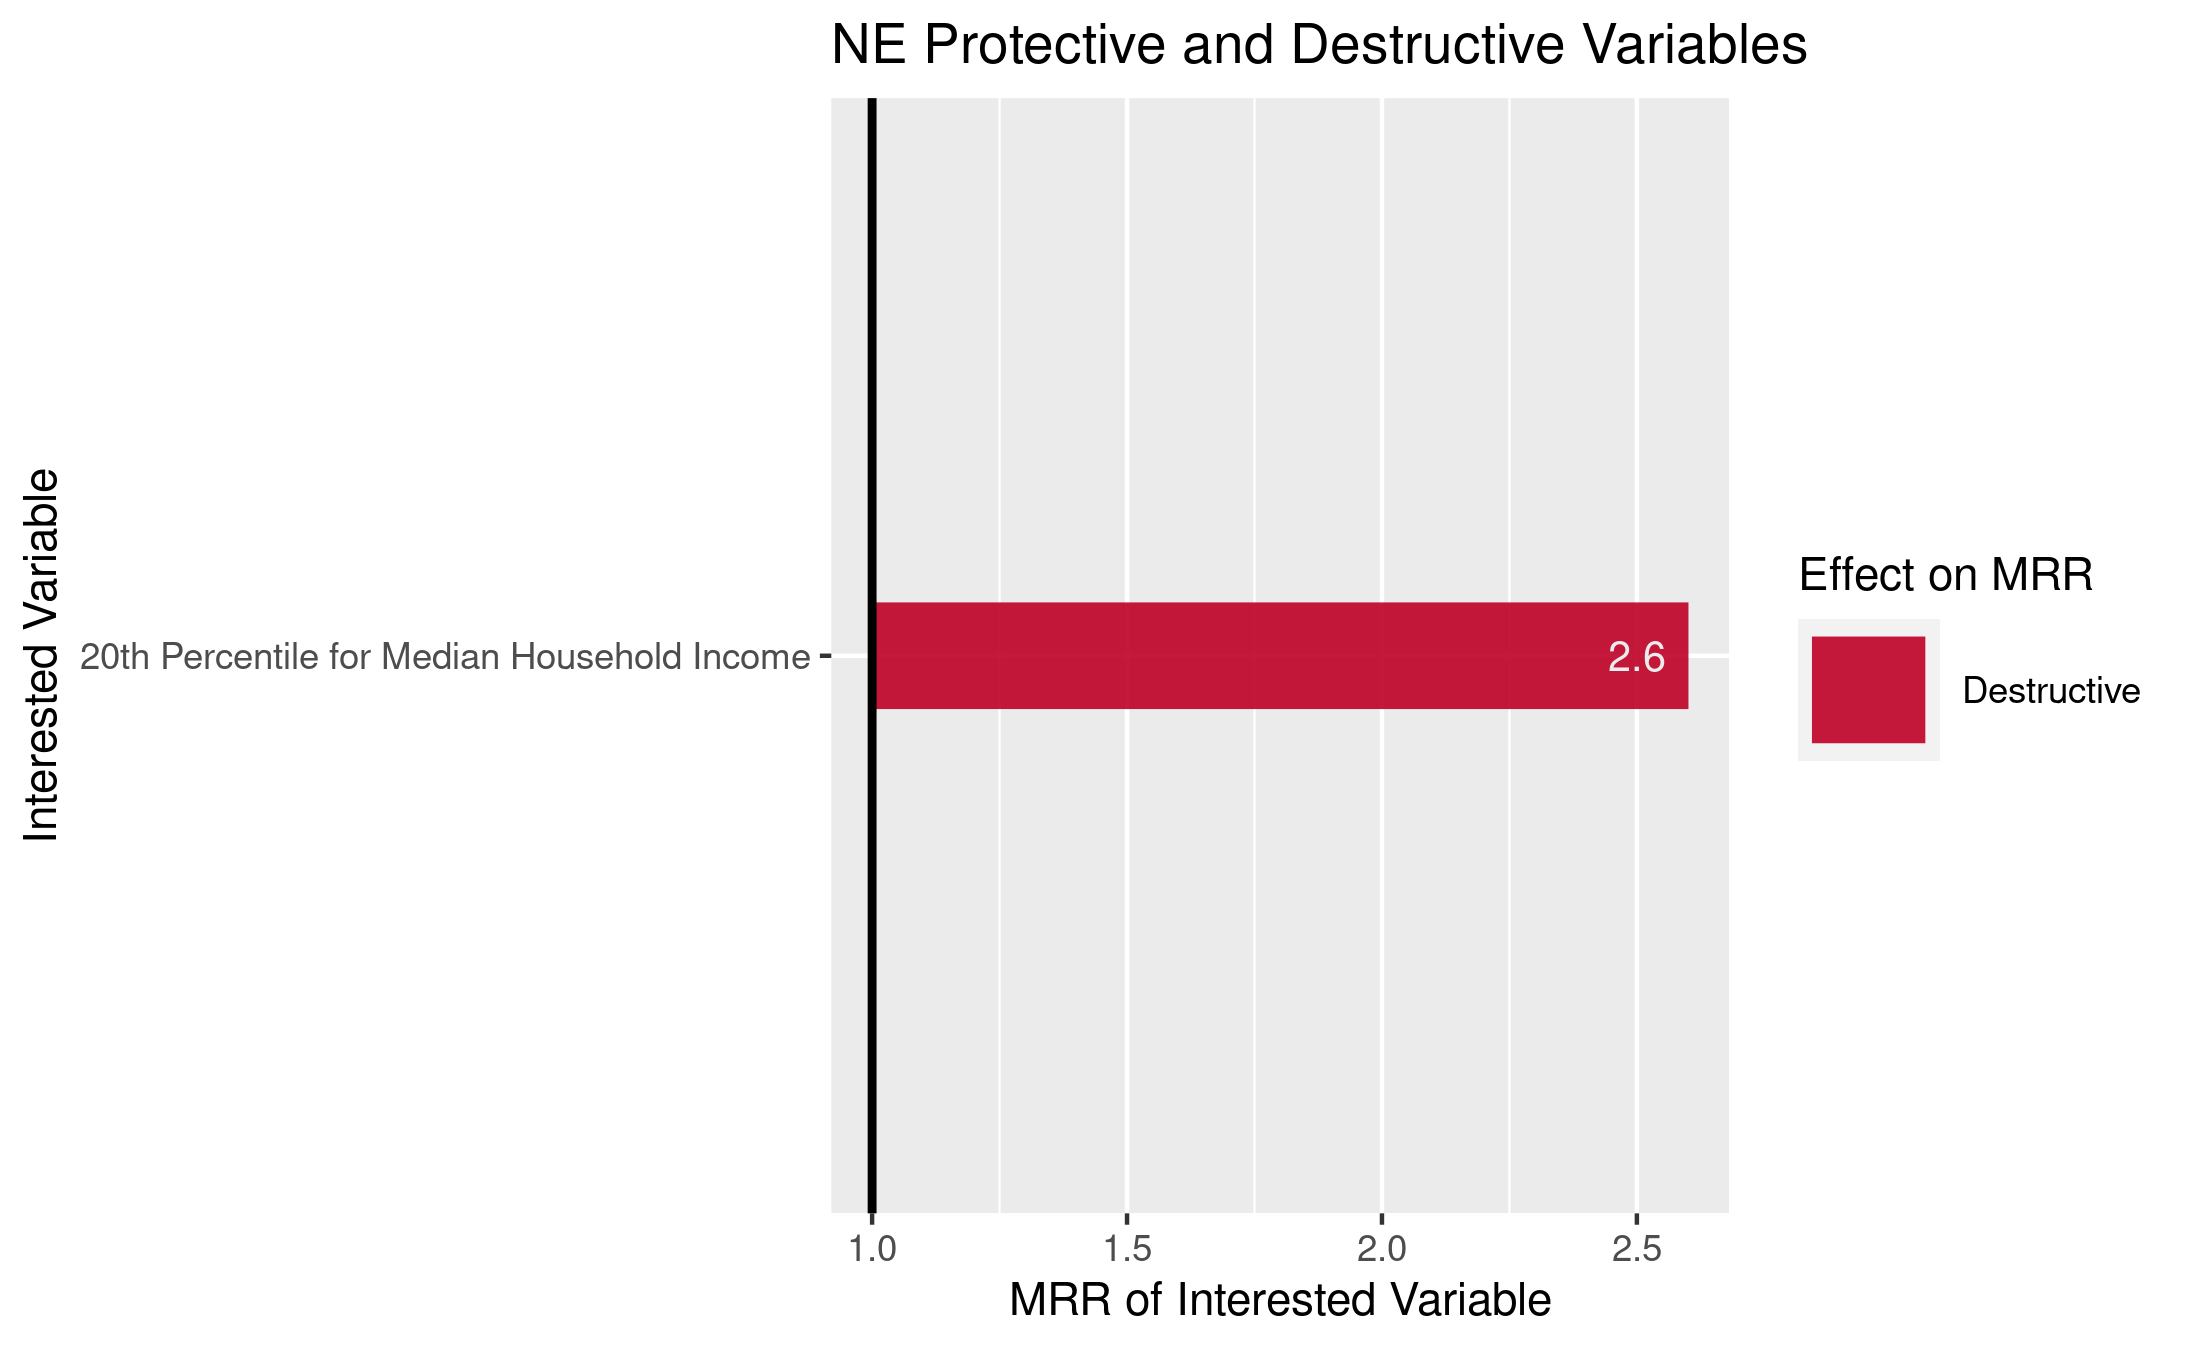 NE Protective and Destructive Variables
Interested Variable
20th Percentile for Median Household Income
2.6
Effect on MRR
Destructive
1.0
1.5
2.0
2.5
MRR of Interested Variable